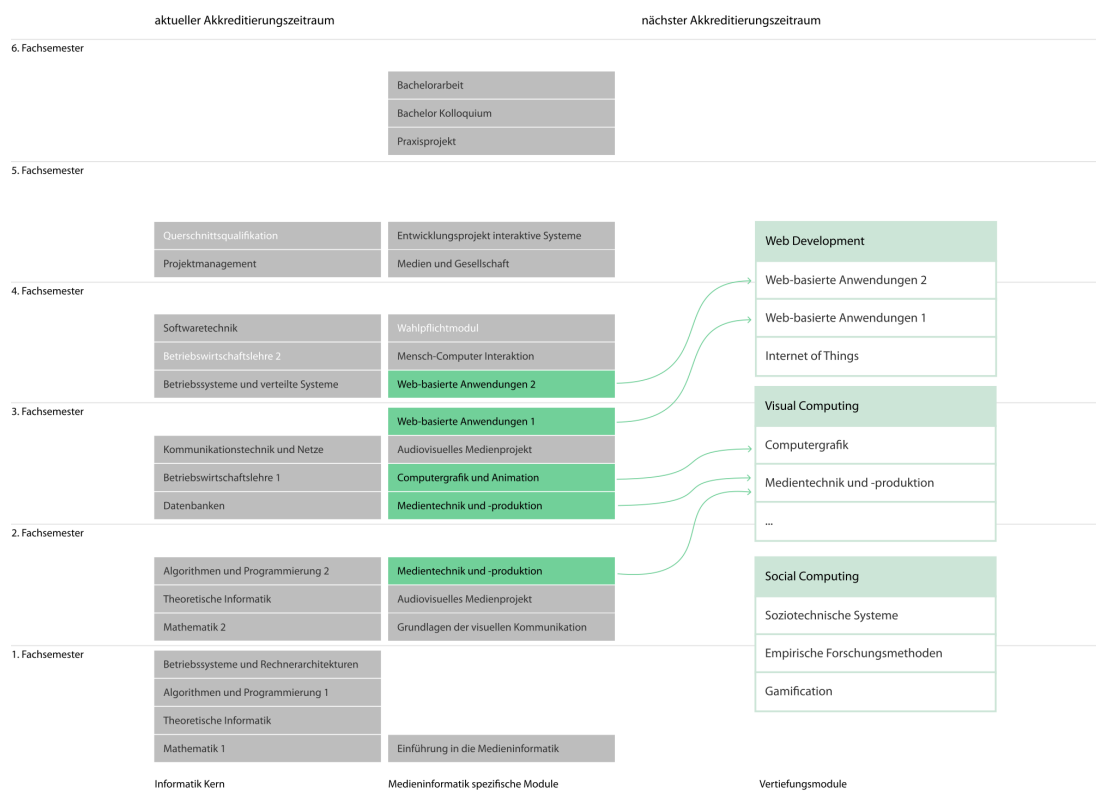 aktueller Akkreditierungszeitraum
nächster Akkreditierungszeitraum
6. Fachsemester
Bachelorarbeit
Bachelor Kolloquium
Praxisprojekt
5. Fachsemester
Querschnittsqualifikation
Entwicklungsprojekt interaktive Systeme
Projektmanagement
Medien und Gesellschaft
4. Fachsemester
Softwaretechnik
Wahlpflichtmodul
Betriebswirtschaftslehre 2
Mensch-Computer Interaktion
Betriebssysteme und verteilte Systeme
Web-basierte Anwendungen 2
3. Fachsemester
Web-basierte Anwendungen 1
Kommunikationstechnik und Netze
Audiovisuelles Medienprojekt
Betriebswirtschaftslehre 1
Computergrafik und Animation
Datenbanken
Medientechnik und -produktion
2. Fachsemester
Algorithmen und Programmierung 2
Medientechnik und -produktion
Theoretische Informatik
Audiovisuelles Medienprojekt
Mathematik 2
Grundlagen der visuellen Kommunikation
1. Fachsemester
Betriebssysteme und Rechnerarchitekturen
Algorithmen und Programmierung 1
Theoretische Informatik
Mathematik 1
Einführung in die Medieninformatik
Informatik Kern
Medieninformatik spezifische Module
Web Development
Web-basierte Anwendungen 2
Web-basierte Anwendungen 1
Internet of Things
Visual Computing
Computergrafik
Medientechnik und -produktion
...
Social Computing
Soziotechnische Systeme
Empirische Forschungsmethoden
Gamification
Vertiefungsmodule